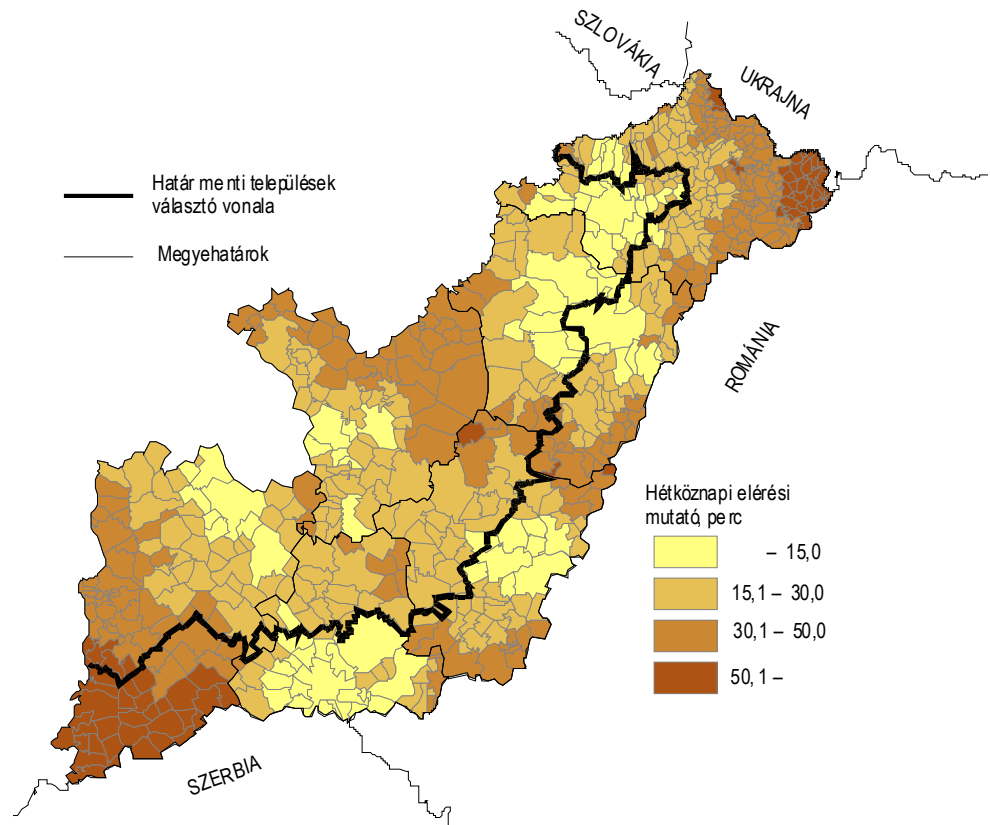 SZLOVÁKIA
UKRAJNA
Határ menti települések
választó vonala
Megyehatárok
ROMÁNIA
Hétköznapi elérési
mutató, perc
– 15,0
15,1 – 30,0
30,1 – 50,0
50,1 –
SZERBIA